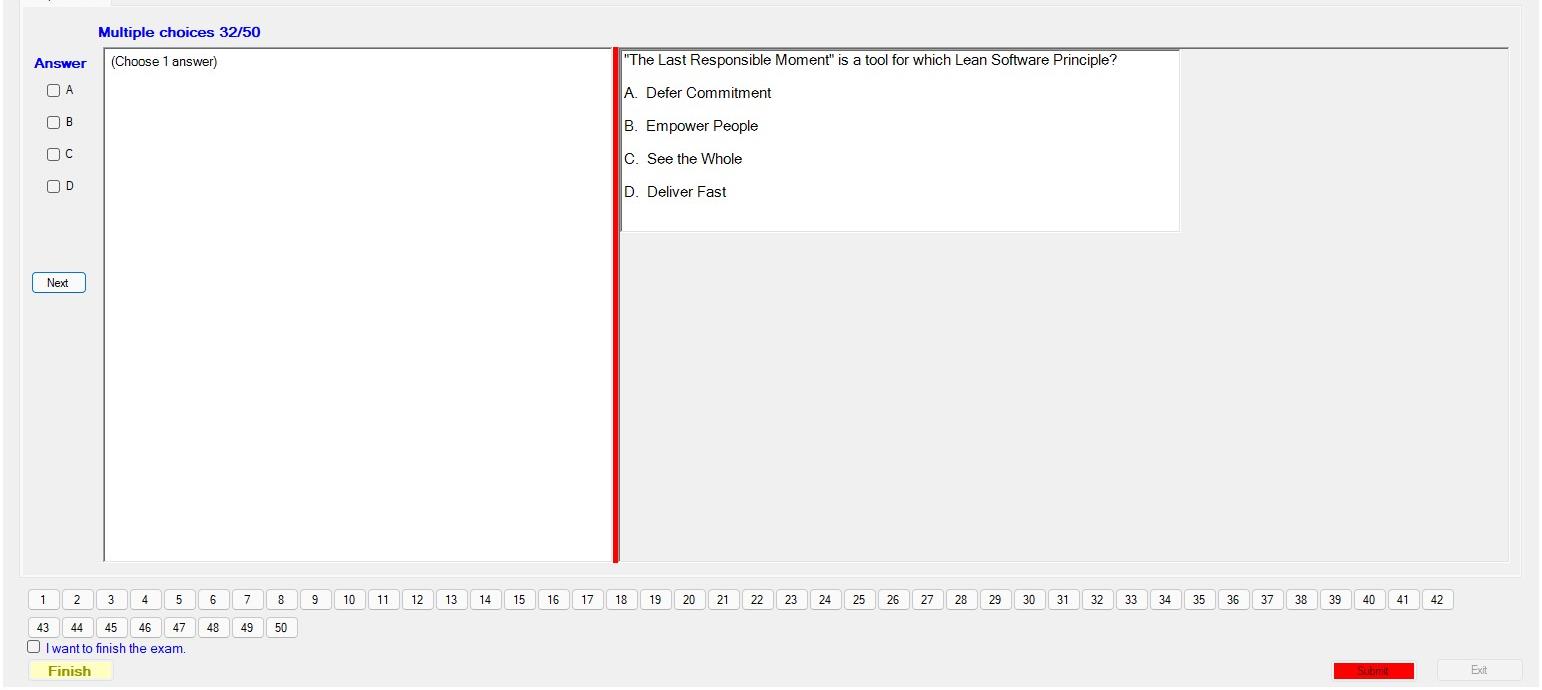 Multiple choices 32/50
Answer
(Choose 1 answer)
A
B
C
D
Next
"The Last Responsible Moment" is a tool for which Lean Software Principle?
A. Defer Commitment
B. Empower People
C. See the Whole
D. Deliver Fast
1 2 3 4 5 6 7 8 9 10 11 12 13 14 15 16 17 18 19 20 21 22 23 24 25 26 27 28 29 30 31 32 33 34 35 36 37 38 39 40 41 42
43 44 45 46 47 48 49 50
I want to finish the exam.
Finish
Submit
Exit